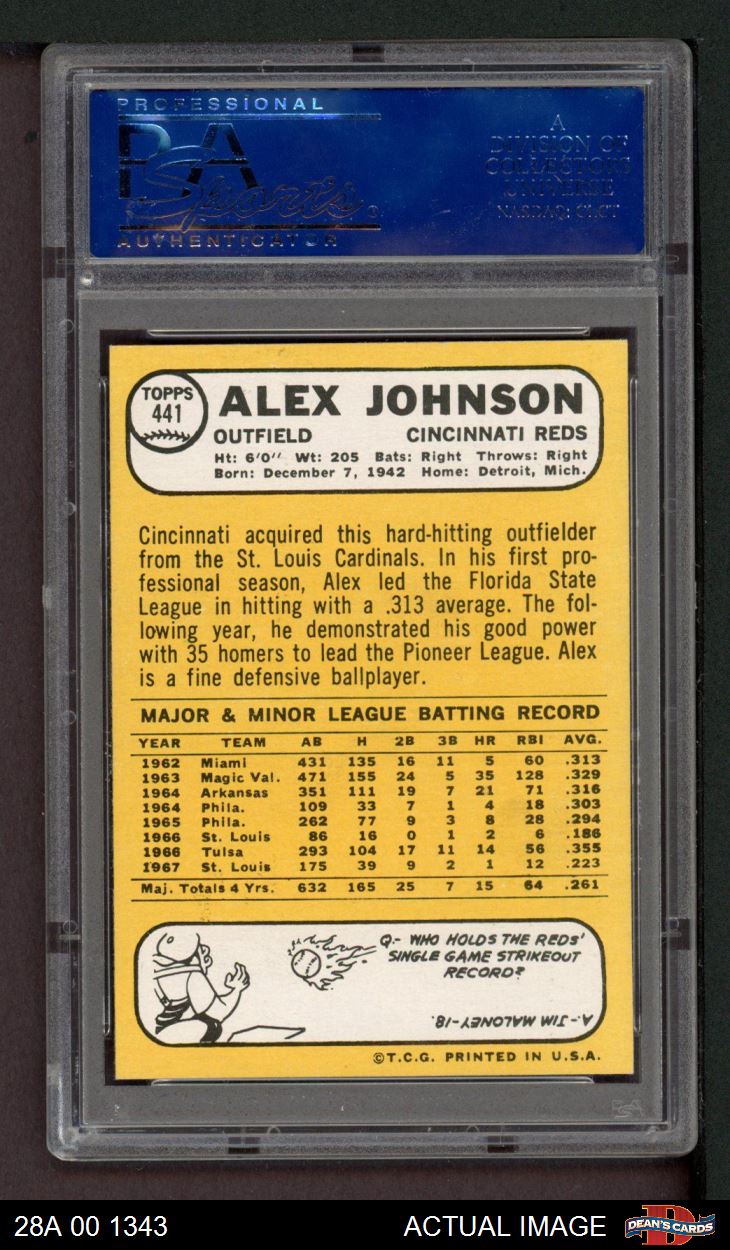 PROFESSIONAL
PSA
Sports
AUTHENTICATOR
A
DIVISION OF
COLLECTORS
UNIVERSE
NASDAQ: CLCT
TOPPS
441
ALEX JOHNSON
OUTFIELD CINCINNATI REDS
Ht: 6'0" Wt: 205 Bats: Right Throws: Right
Born: December 7, 1942 Home: Detroit, Mich.
Cincinnati acquired this hard-hitting outfielder
from the St. Louis Cardinals. In his first pro-
fessional season, Alex led the Florida State
League in hitting with a .313 average. The fol-
lowing year, he demonstrated his good power
with 35 homers to lead the Pioneer League. Alex
is a fine defensive ballplayer.
MAJOR & MINOR LEAGUE BATTING RECORD
YEAR TEAM AB H 2B 3B HR RBI AVG.
1962 Miami 431 135 16 11 5 60 .313
1963 Magic Val. 471 155 24 5 35 128 .329
1964 Arkansas 351 111 19 7 21 71 .316
1964 Phila. 109 33 7 1 4 18 .303
1965 Phila. 262 77 9 3 8 28 .294
1966 St. Louis 86 16 0 1 2 6 .186
1966 Tulsa 293 104 17 11 14 56 .355
1967 St. Louis 175 39 9 2 1 12 .223
Maj. Totals 4 Yrs. 632 165 25 7 15 64 .261
Q.- WHO HOLDS THE REDS'
SINGLE GAME STRIKEOUT
RECORD?
A.- JIM MALONEY-18.
©T.C.G. PRINTED IN U.S.A.
PSA
28A 00 1343 ACTUAL IMAGE DEAN'S CARDS